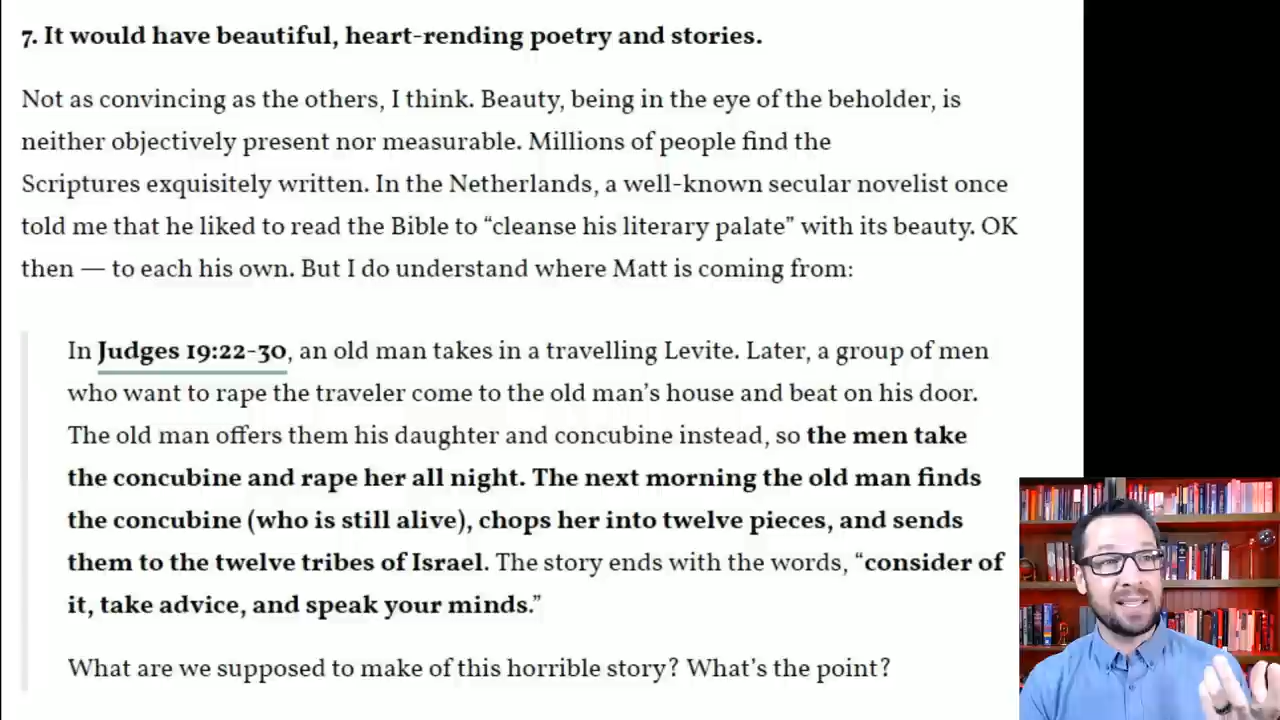 7. It would have beautiful, heart-rending poetry and stories.
Not as convincing as the others, I think. Beauty, being in the eye of the beholder, is
neither objectively present nor measurable. Millions of people find the
Scriptures exquisitely written. In the Netherlands, a well-known secular novelist once
told me that he liked to read the Bible to “cleanse his literary palate” with its beauty. OK
then — to each his own. But I do understand where Matt is coming from:
In Judges 19:22-30, an old man takes in a travelling Levite. Later, a group of men
who want to rape the traveler come to the old man’s house and beat on his door.
The old man offers them his daughter and concubine instead, so the men take
the concubine and rape her all night. The next morning the old man finds
the concubine (who is still alive), chops her into twelve pieces, and sends
them to the twelve tribes of Israel. The story ends with the words, “consider of
it, take advice, and speak your minds.”
What are we supposed to make of this horrible story? What’s the point?